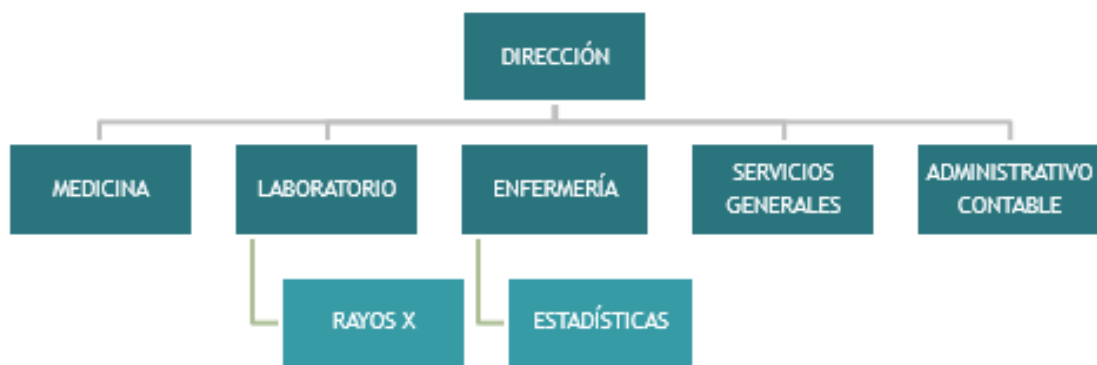 DIRECCIÓN
MEDICINA
LABORATORIO
ENFERMERÍA
SERVICIOS
GENERALES
ADMINISTRATIVO
CONTABLE
RAYOS X
ESTADÍSTICAS